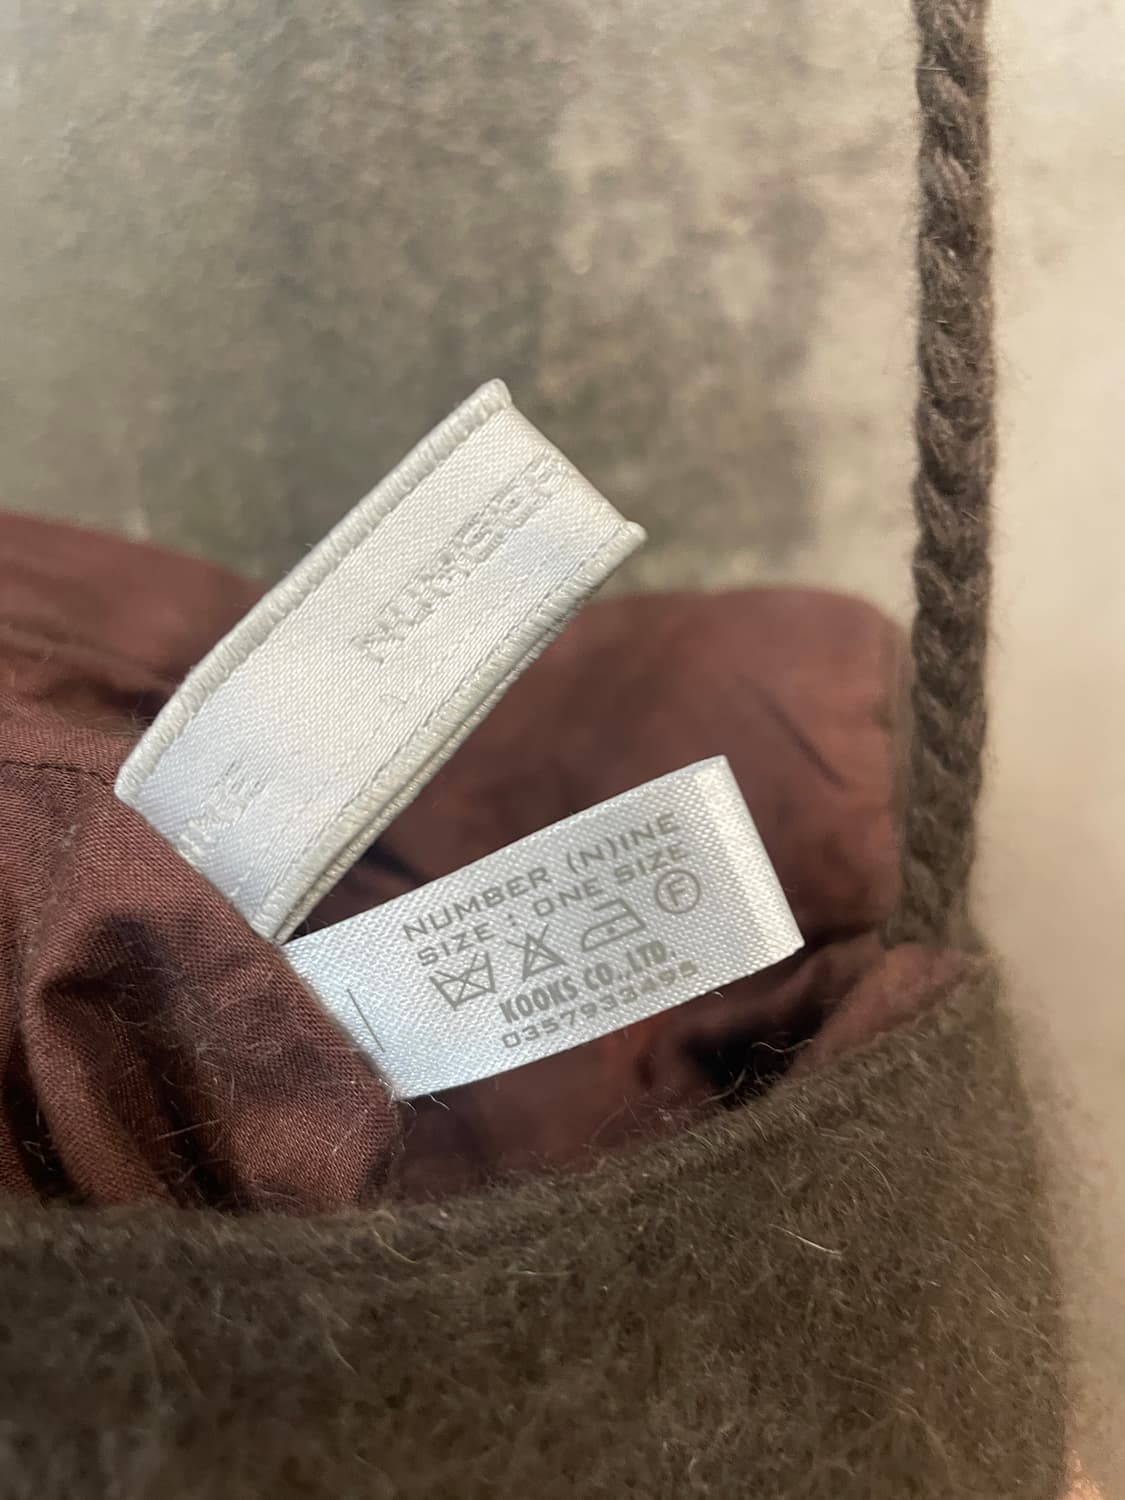 NUMBER
NUMBER (N)INE
SIZE : ONE SIZE
F
KOOKS CO.,LTD.
0357933495